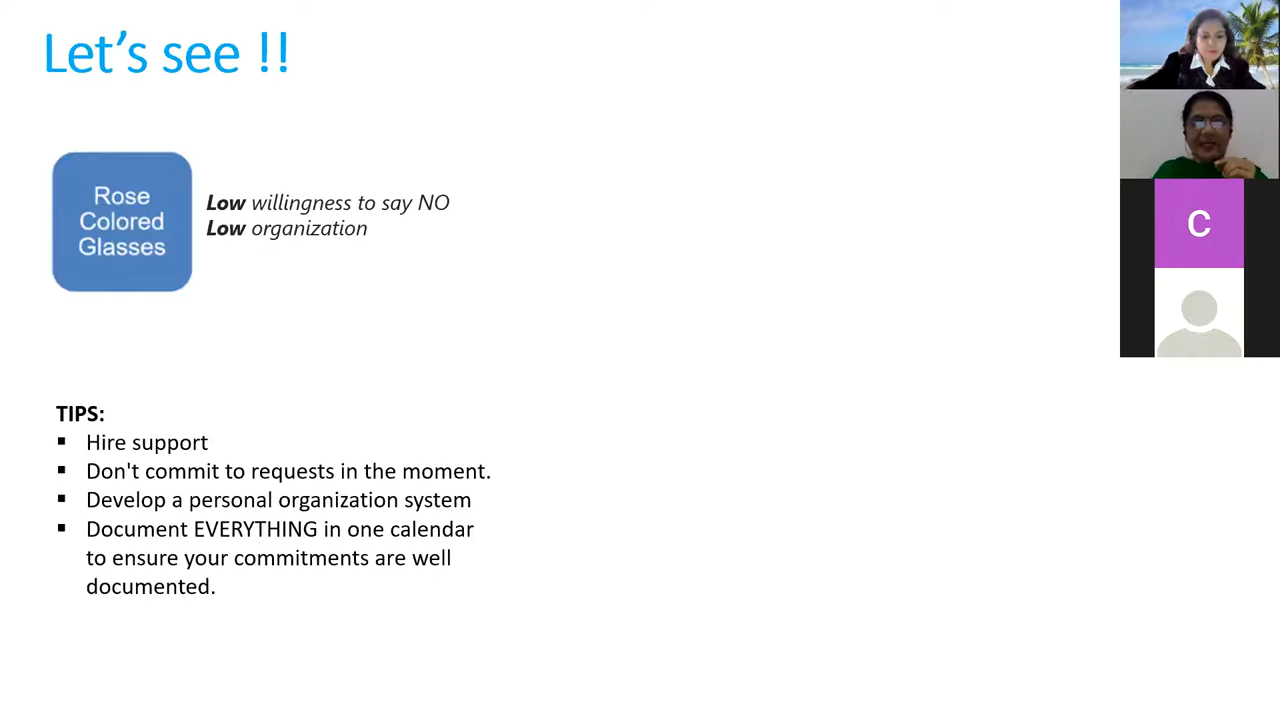 Let's see !!
Rose
Colored
Glasses
Low willingness to say NO
Low organization
C
TIPS:
▪ Hire support
▪ Don't commit to requests in the moment.
▪ Develop a personal organization system
▪ Document EVERYTHING in one calendar
to ensure your commitments are well
documented.